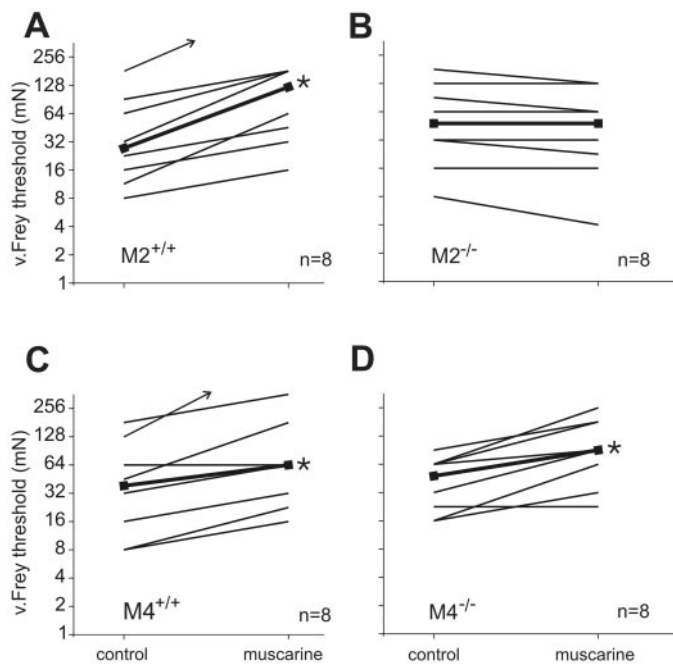 A
B
v.Frey threshold (mN)
256
128
64
32
16
8
4
2
1
*
M2+/+
n=8
M2-/-
n=8
C
D
v.Frey threshold (mN)
256
128
64
32
16
8
4
2
1
*
*
M4+/+
n=8
M4-/-
n=8
control muscarine control muscarine